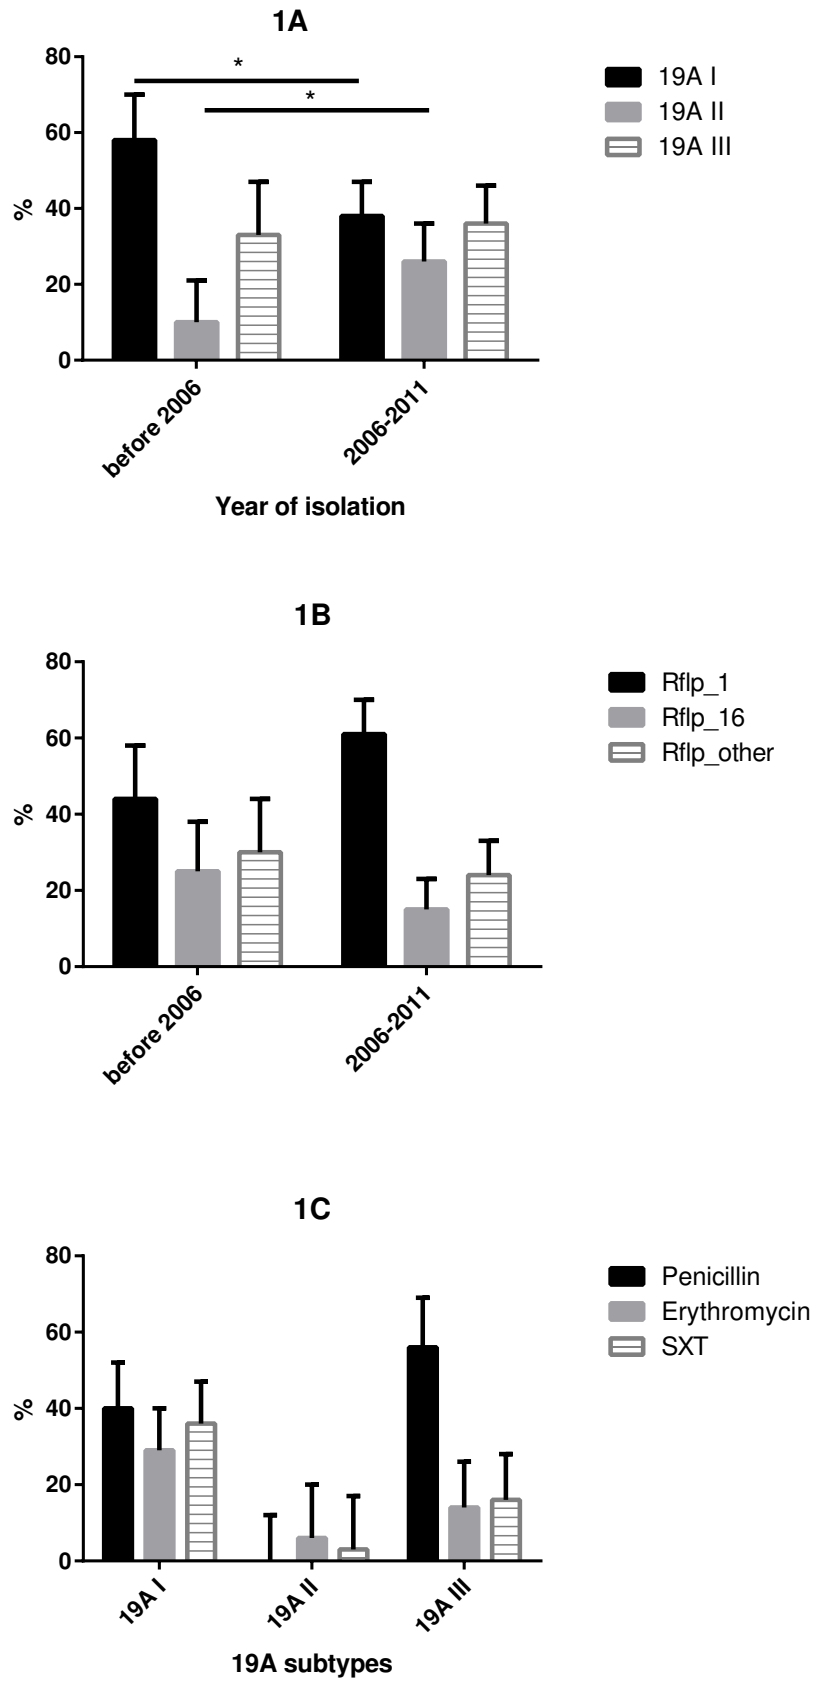 1A
80
60
40
20
0
%
*
*
19A I
19A II
19A III
before 2006
2006-2011
Year of isolation
1B
80
60
40
20
0
%
Rflp_1
Rflp_16
Rflp_other
before 2006
2006-2011
1C
80
60
40
20
0
%
Penicillin
Erythromycin
SXT
19A I
19A II
19A III
19A subtypes